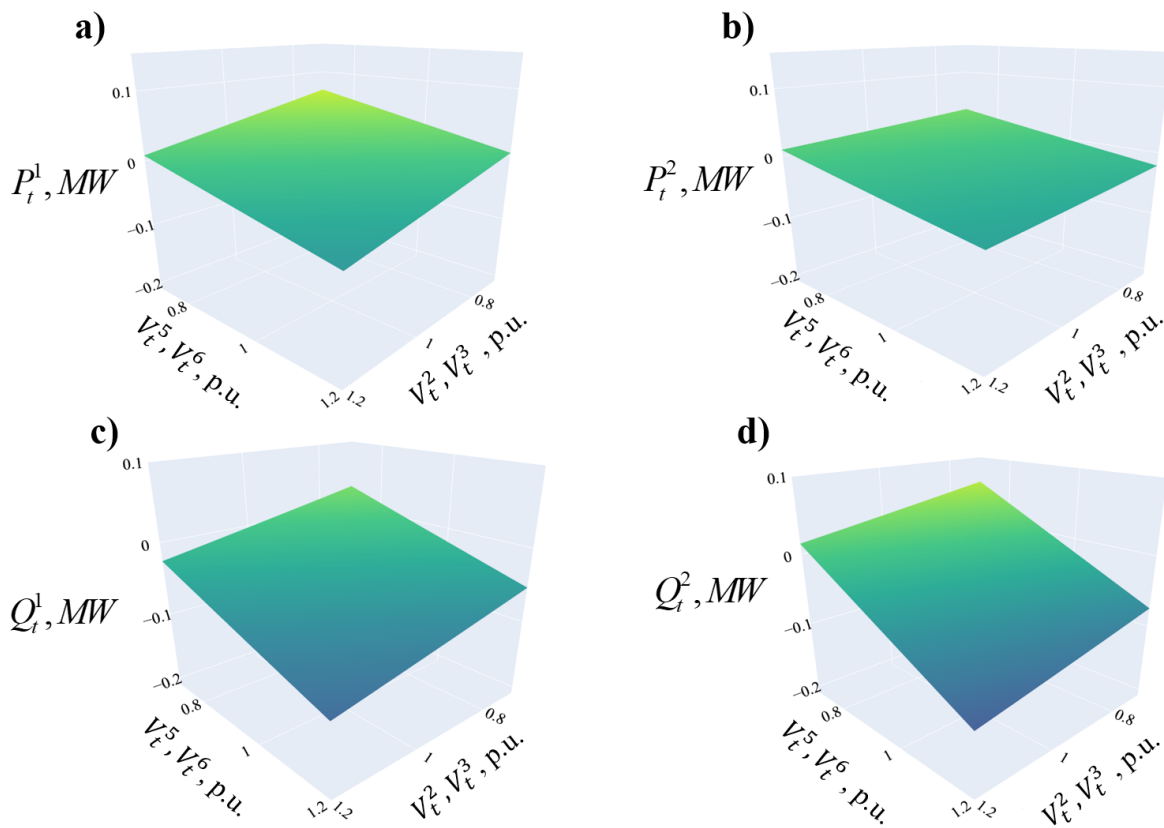 a)
0.1
0
−0.1
−0.2
P_t^1, MW
0.8
1
1.2
V_t^5, V_t^6, p.u.
1.2
1
0.8
V_t^2, V_t^3, p.u.
b)
0.1
0
−0.1
−0.2
P_t^2, MW
0.8
1
1.2
V_t^5, V_t^6, p.u.
1.2
1
0.8
V_t^2, V_t^3, p.u.
c)
0.1
0
−0.1
−0.2
Q_t^1, MW
0.8
1
1.2
V_t^5, V_t^6, p.u.
1.2
1
0.8
V_t^2, V_t^3, p.u.
d)
0.1
0
−0.1
−0.2
Q_t^2, MW
0.8
1
1.2
V_t^5, V_t^6, p.u.
1.2
1
0.8
V_t^2, V_t^3, p.u.